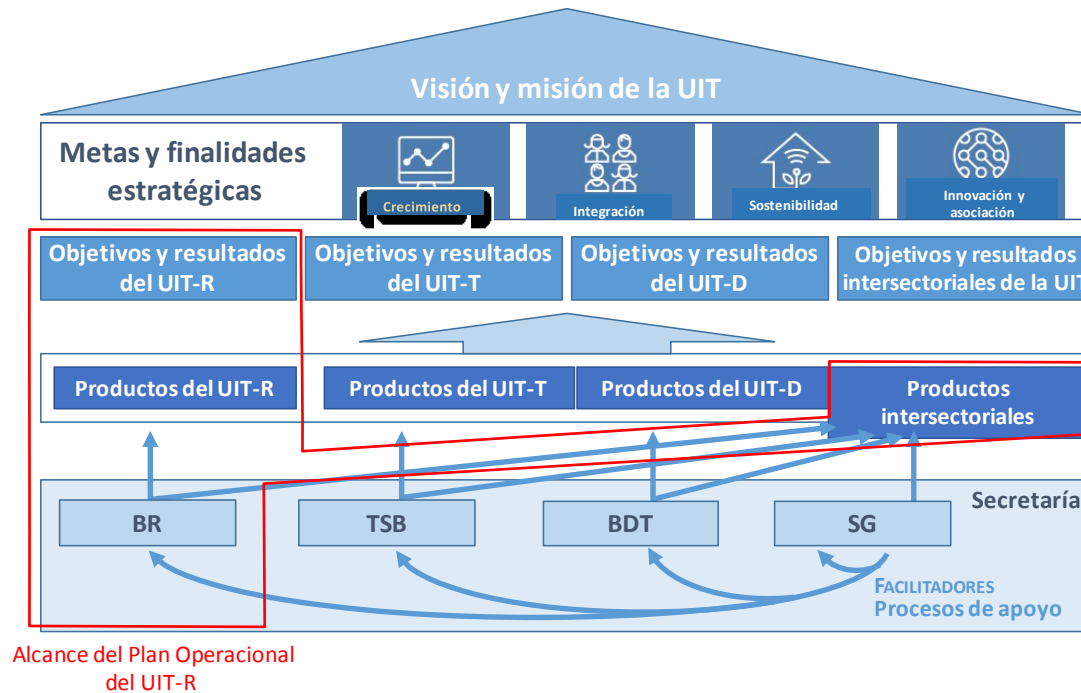 Visión y misión de la UIT
Metas y finalidades
estratégicas
Crecimiento
Integración
Sostenibilidad
Innovación y
asociación
Objetivos y resultados
del UIT-R
Objetivos y resultados
del UIT-T
Objetivos y resultados
del UIT-D
Objetivos y resultados
intersectoriales de la UIT
Productos del UIT-R
Productos del UIT-T
Productos del UIT-D
Productos
intersectoriales
Secretaría
BR
TSB
BDT
SG
FACILITADORES
Procesos de apoyo
Alcance del Plan Operacional
del UIT-R